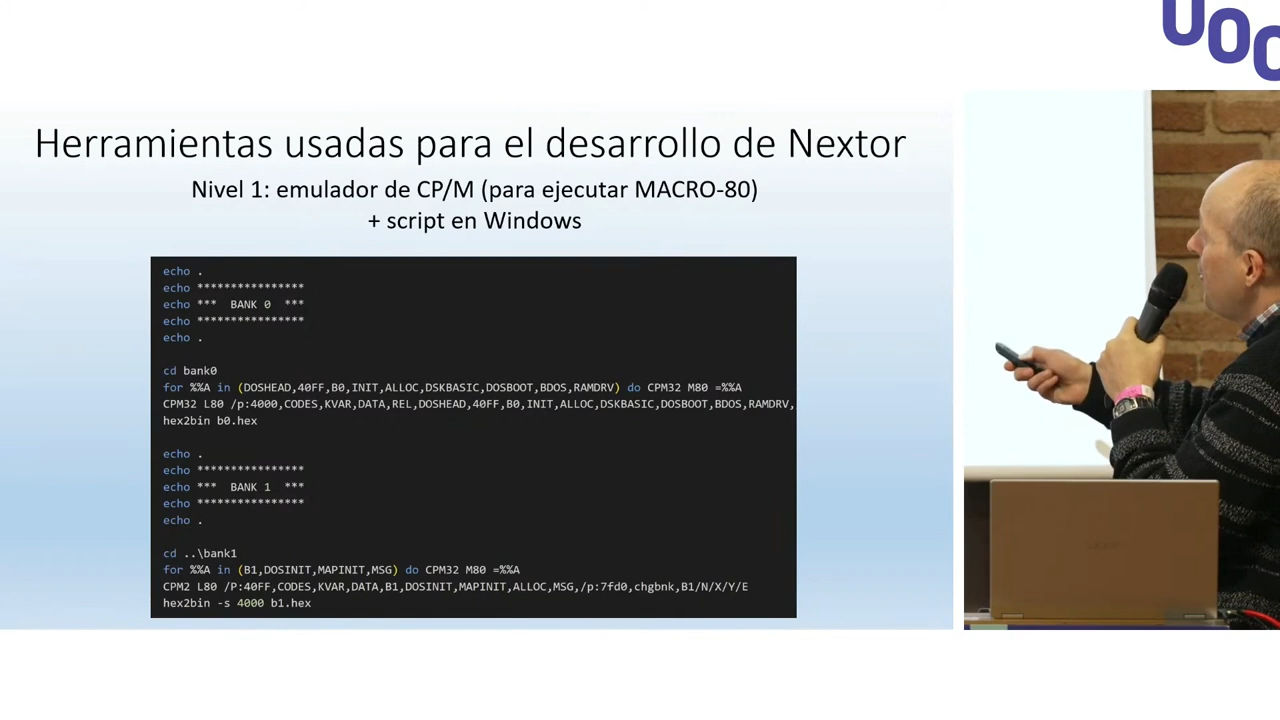 UOC
Herramientas usadas para el desarrollo de Nextor
Nivel 1: emulador de CP/M (para ejecutar MACRO-80)
+ script en Windows
echo .
echo ****************
echo ***  BANK 0  ***
echo ****************
echo .
cd bank0
for %%A in (DOSHEAD,40FF,B0,INIT,ALLOC,DSKBASIC,DOSBOOT,BDOS,RAMDRV) do CPM32 M80 =%%A
CPM32 L80 /p:4000,CODES,KVAR,DATA,REL,DOSHEAD,40FF,B0,INIT,ALLOC,DSKBASIC,DOSBOOT,BDOS,RAMDRV,
hex2bin b0.hex
echo .
echo ****************
echo ***  BANK 1  ***
echo ****************
echo .
cd ..\bank1
for %%A in (B1,DOSINIT,MAPINIT,MSG) do CPM32 M80 =%%A
CPM2 L80 /P:40FF,CODES,KVAR,DATA,B1,DOSINIT,MAPINIT,ALLOC,MSG,/p:7fd0,chgbnk,B1/N/X/Y/E
hex2bin -s 4000 b1.hex